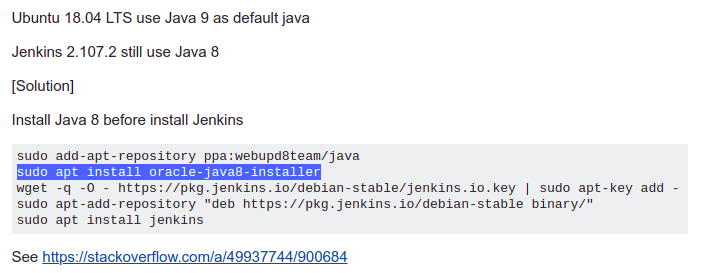 Ubuntu 18.04 LTS use Java 9 as default java
Jenkins 2.107.2 still use Java 8
[Solution]
Install Java 8 before install Jenkins
sudo add-apt-repository ppa:webupd8team/java
sudo apt install oracle-java8-installer
wget -q -O - https://pkg.jenkins.io/debian-stable/jenkins.io.key | sudo apt-key add -
sudo apt-add-repository "deb https://pkg.jenkins.io/debian-stable binary/"
sudo apt install jenkins
See https://stackoverflow.com/a/49937744/900684